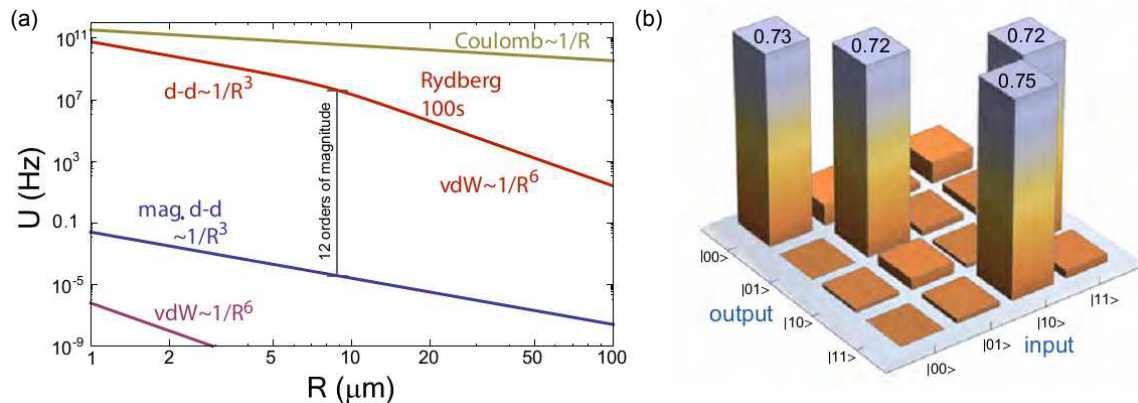 (a)
10^11
10^7
10^3
0.1
10^-5
10^-9
U (Hz)
Coulomb~1/R
d-d~1/R^3
Rydberg
100s
vdW~1/R^6
12 orders of magnitude
mag. d-d
~1/R^3
vdW~1/R^6
1 2 5 10 20 50 100
R (μm)
(b)
0.73 0.72 0.72
0.75
|00>
|01>
|10>
|11>
output
|00>
|01>
|10>
|11>
input